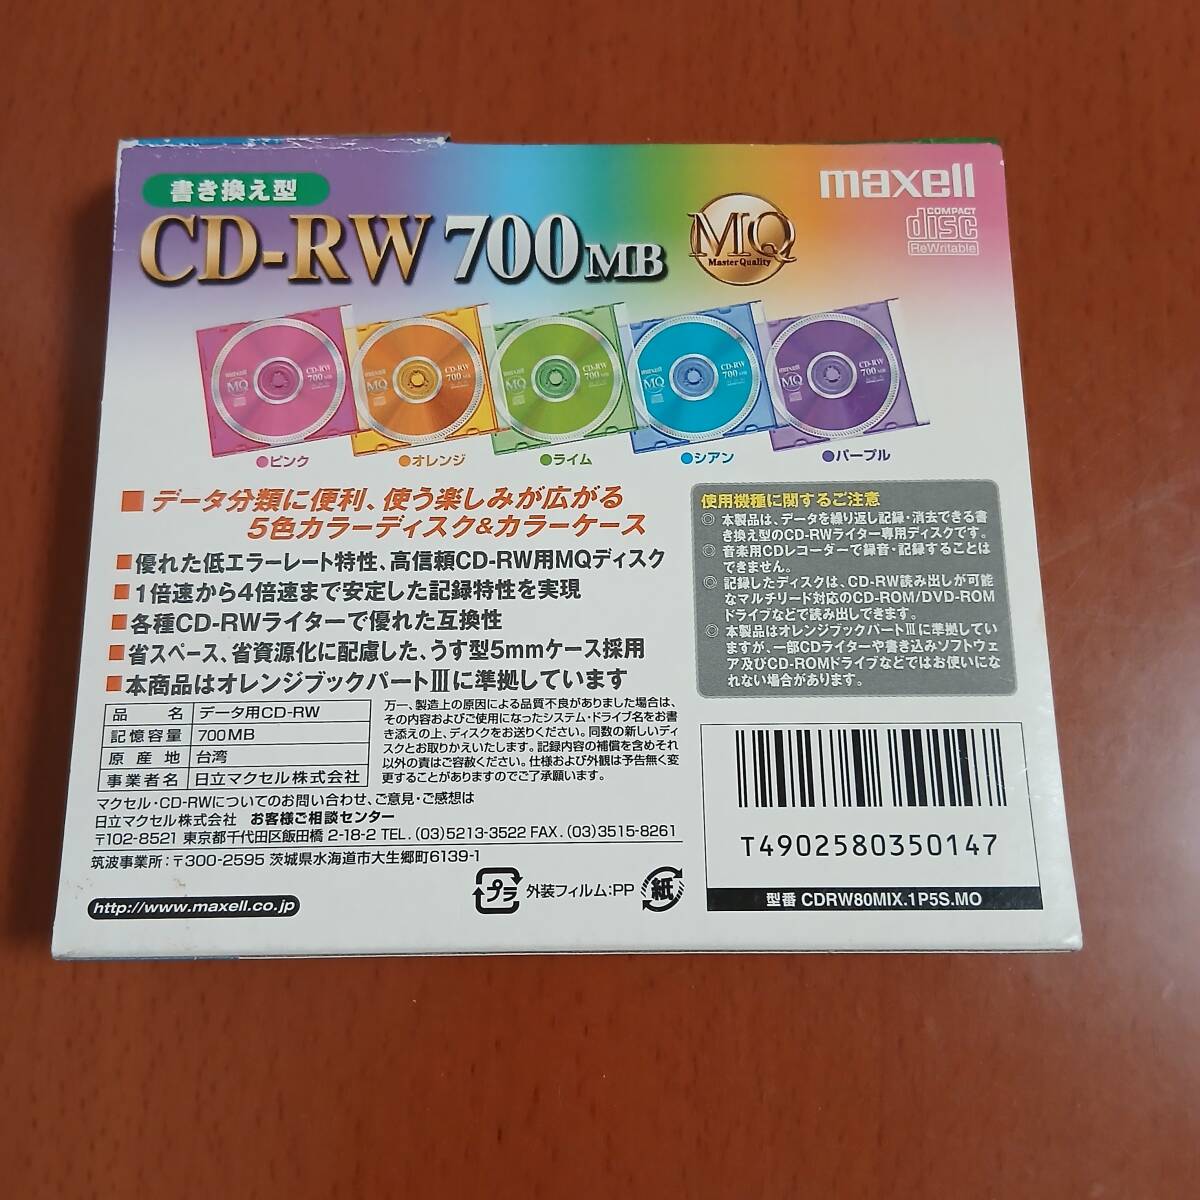 書き換え型
CD-RW 700MB
MQ
Master Quality
maxell
COMPACT
disc
ReWritable
maxell
MQ
CD-RW
700MB
maxell
MQ
CD-RW
700MB
maxell
MQ
CD-RW
700MB
maxell
MQ
CD-RW
700MB
maxell
MQ
CD-RW
700MB
●ピンク
●オレンジ
●ライム
●シアン
●パープル
■データ分類に便利、使う楽しみが広がる
5色カラーディスク&カラーケース
■優れた低エラーレート特性、高信頼CD-RW用MQディスク
■1倍速から4倍速まで安定した記録特性を実現
■各種CD-RWライターで優れた互換性
■省スペース、省資源化に配慮した、うす型5mmケース採用
■本商品はオレンジブックパートⅢに準拠しています
品名 データ用CD-RW
記憶容量 700MB
原産地 台湾
事業者名 日立マクセル株式会社
万一、製造上の原因による品質不良がありました場合は、
その内容およびご使用になったシステム・ドライブ名をお書
き添えの上、ディスクをお送りください。同数の新しいディ
スクとお取りかえいたします。記録内容の補償を含めそれ
以外の責はご容赦ください。仕様および外観は予告無く変
更することがありますのでご了承願います。
マクセル・CD-RWについてのお問い合わせ、ご意見・ご感想は
日立マクセル株式会社 お客様ご相談センター
〒102-8521 東京都千代田区飯田橋 2-18-2 TEL. (03)5213-3522 FAX. (03)3515-8261
筑波事業所:〒300-2595 茨城県水海道市大生郷町6139-1
http://www.maxell.co.jp
プラ
外装フィルム:PP
紙
使用機種に関するご注意
◎ 本製品は、データを繰り返し記録・消去できる書
き換え型のCD-RWライター専用ディスクです。
◎ 音楽用CDレコーダーで録音・記録することは
できません。
◎ 記録したディスクは、CD-RW読み出しが可能
なマルチリード対応のCD-ROM/DVD-ROM
ドライブなどで読み出しできます。
◎ 本製品はオレンジブックパートⅢに準拠してい
ますが、一部CDライターや書き込みソフトウェ
ア及びCD-ROMドライブなどではお使いにな
れない場合があります。
T4902580350147
型番 CDRW80MIX.1P5S.MO